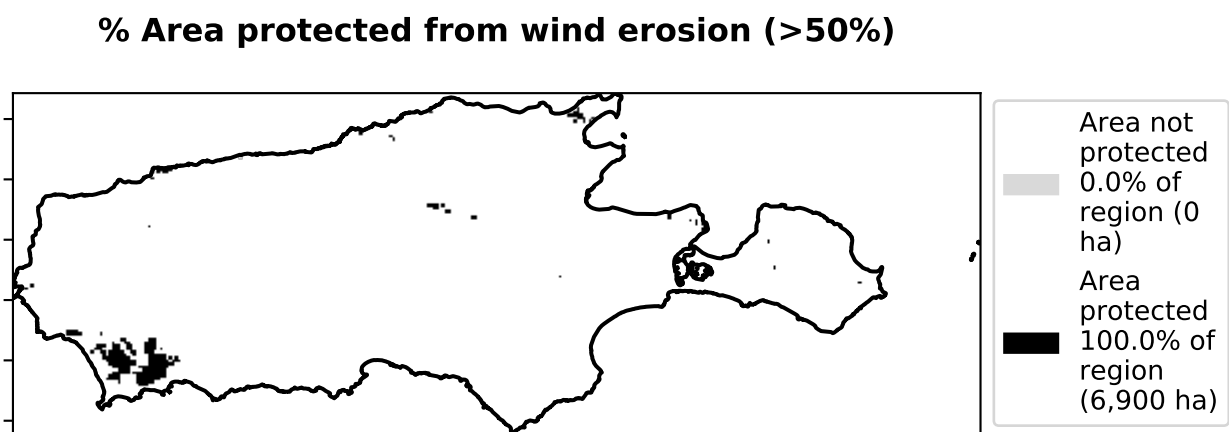 % Area protected from wind erosion (>50%)
Area not
protected
0.0% of
region (0
ha)
Area
protected
100.0% of
region
(6,900 ha)